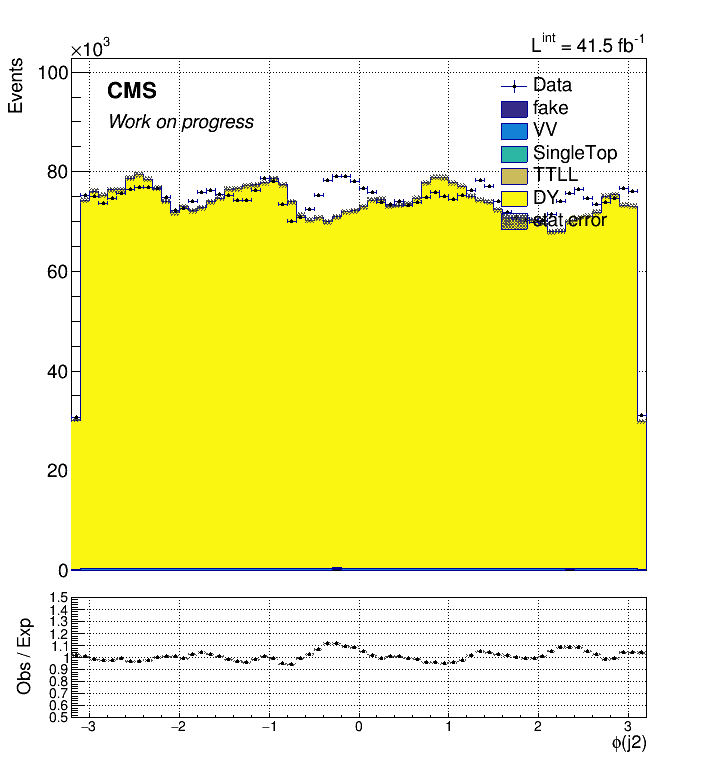 ×10³
L^int = 41.5 fb⁻¹
Events
100
80
60
40
20
0
CMS
Work on progress
Data
fake
VV
SingleTop
TTLL
DY
stat error
Obs / Exp
1.5
1.4
1.3
1.2
1.1
1
0.9
0.8
0.7
0.6
0.5
−3 −2 −1 0 1 2 3
ϕ(j2)